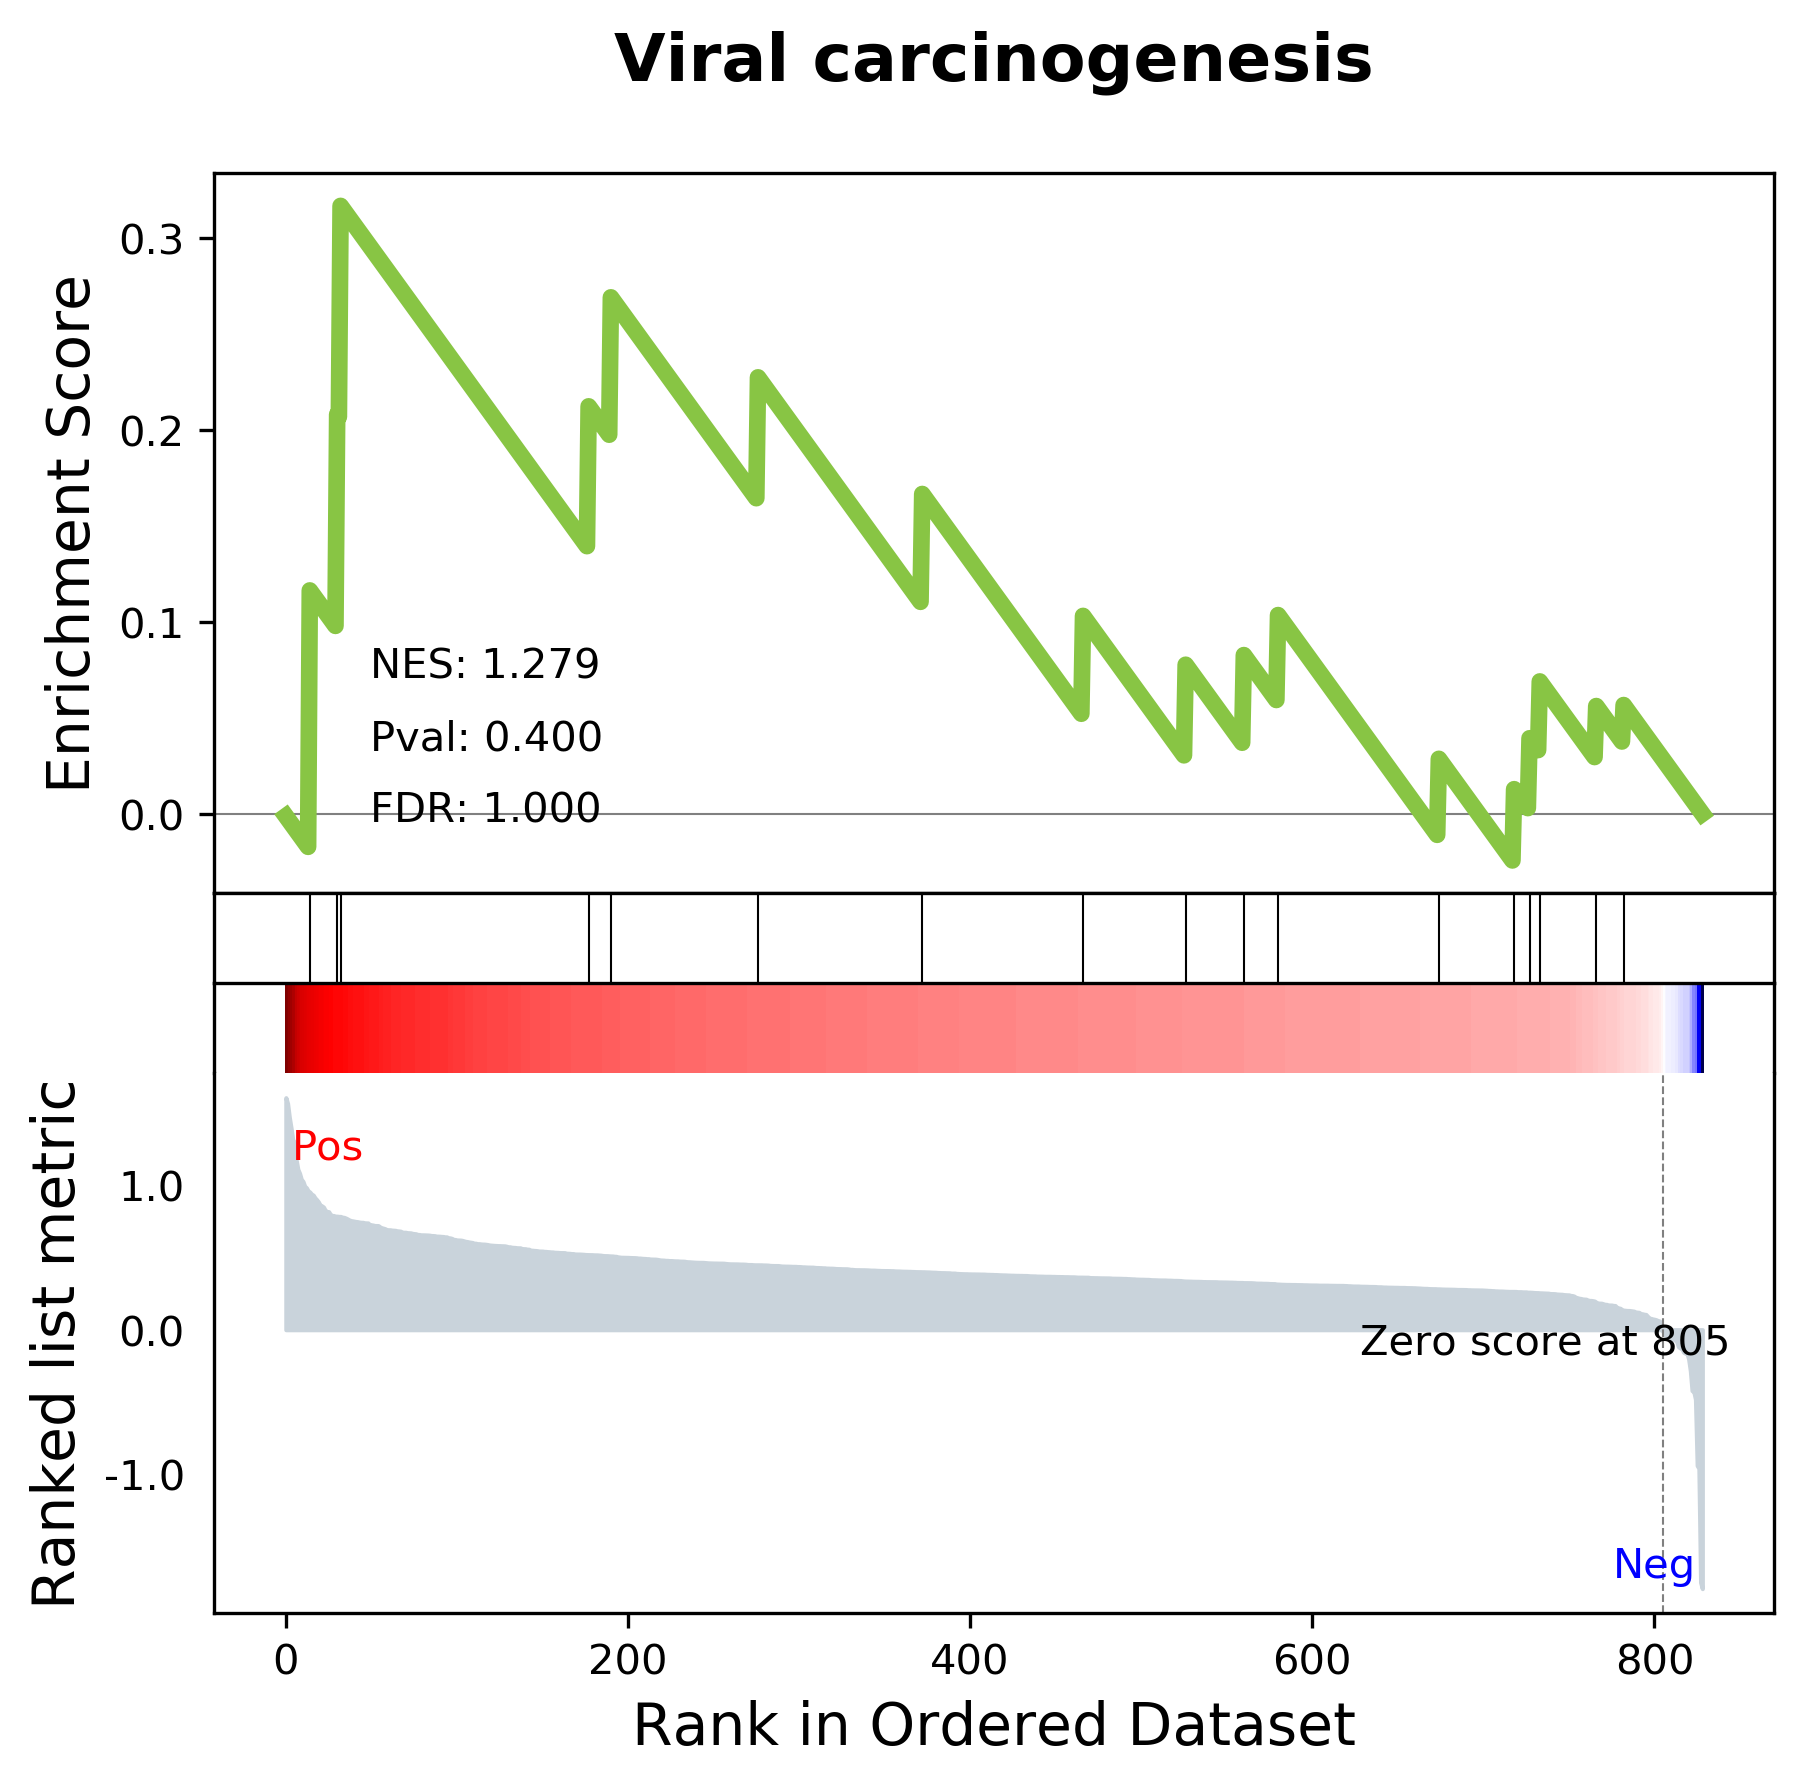 Viral carcinogenesis
Enrichment Score
0.3
0.2
0.1
0.0
NES: 1.279
Pval: 0.400
FDR: 1.000
Ranked list metric
1.0
0.0
-1.0
Pos
Zero score at 805
Neg
0 200 400 600 800
Rank in Ordered Dataset